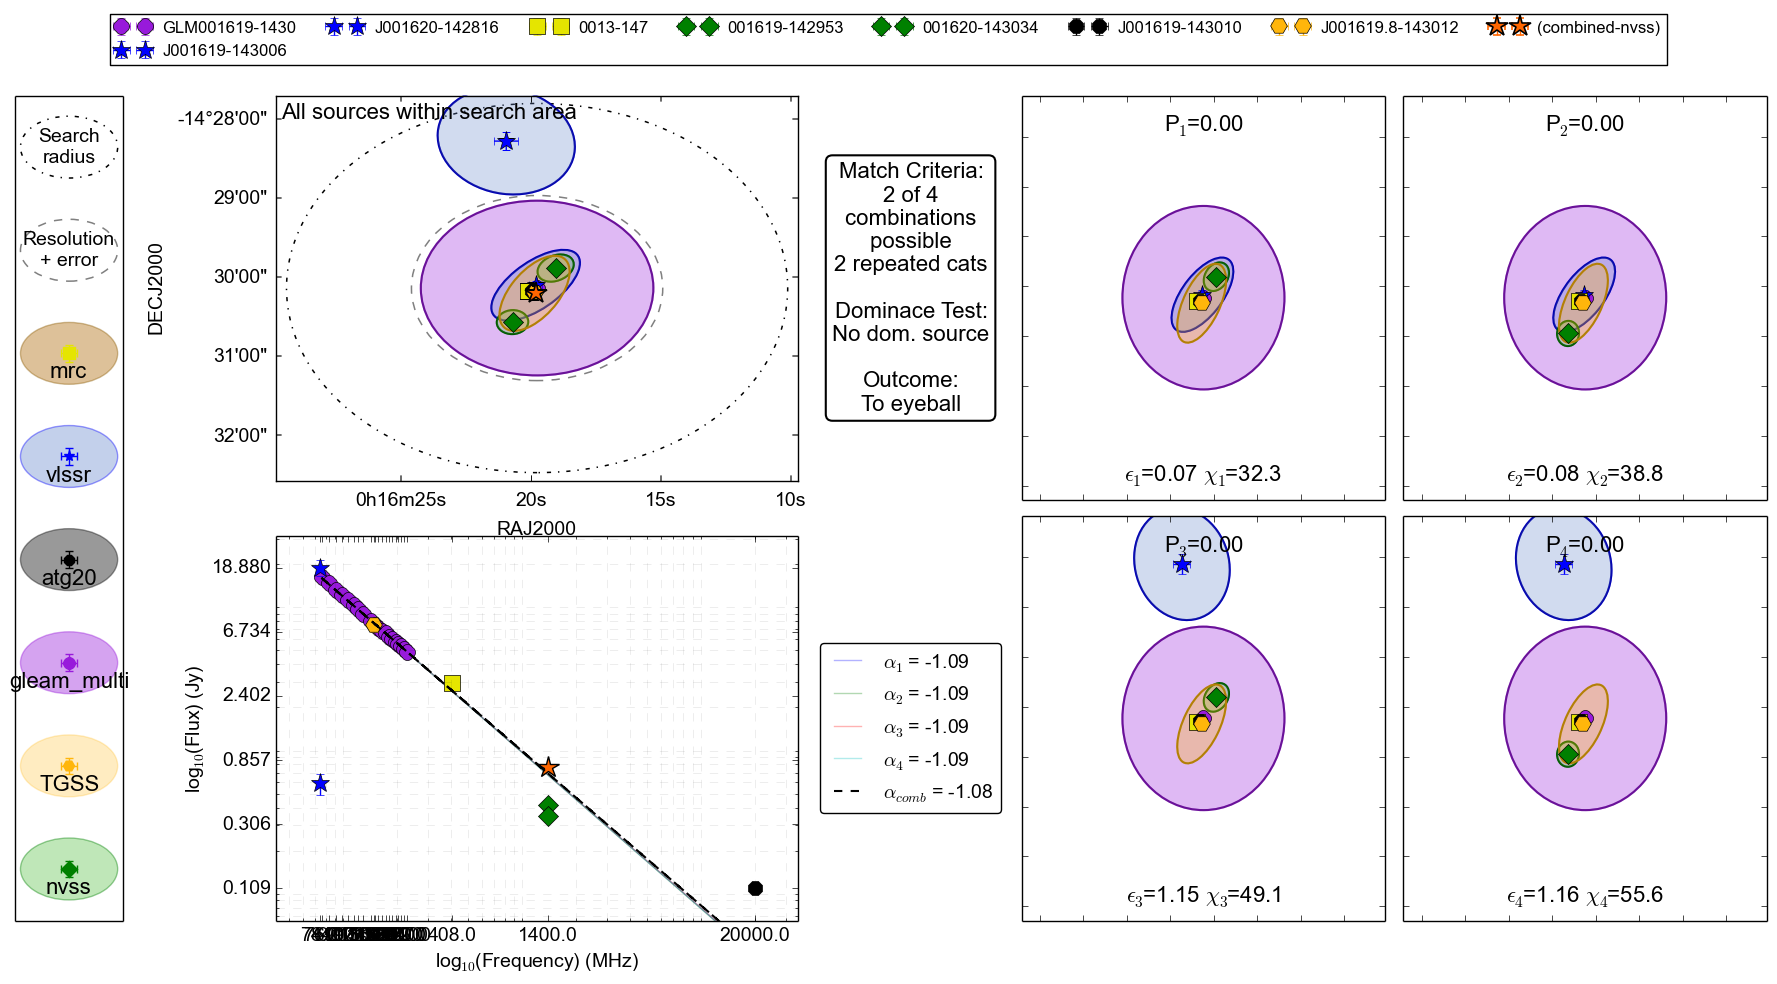 GLM001619-1430 J001620-142816 0013-147 001619-142953 001620-143034 J001619-143010 J001619.8-143012 (combined-nvss)
J001619-143006
Search
radius
Resolution
+ error
mrc
vlssr
atg20
gleam_multi
TGSS
nvss
All sources within search area
DECJ2000
-14°28'00"
29'00"
30'00"
31'00"
32'00"
0h16m25s 20s 15s 10s
RAJ2000
Match Criteria:
2 of 4
combinations
possible
2 repeated cats
Dominace Test:
No dom. source
Outcome:
To eyeball
P1=0.00
ϵ1=0.07 χ1=32.3
P2=0.00
ϵ2=0.08 χ2=38.8
log10(Flux) (Jy)
18.880
6.734
2.402
0.857
0.306
0.109
408.0 1400.0 20000.0
log10(Frequency) (MHz)
α1 = -1.09
α2 = -1.09
α3 = -1.09
α4 = -1.09
αcomb = -1.08
P3=0.00
ϵ3=1.15 χ3=49.1
P4=0.00
ϵ4=1.16 χ4=55.6